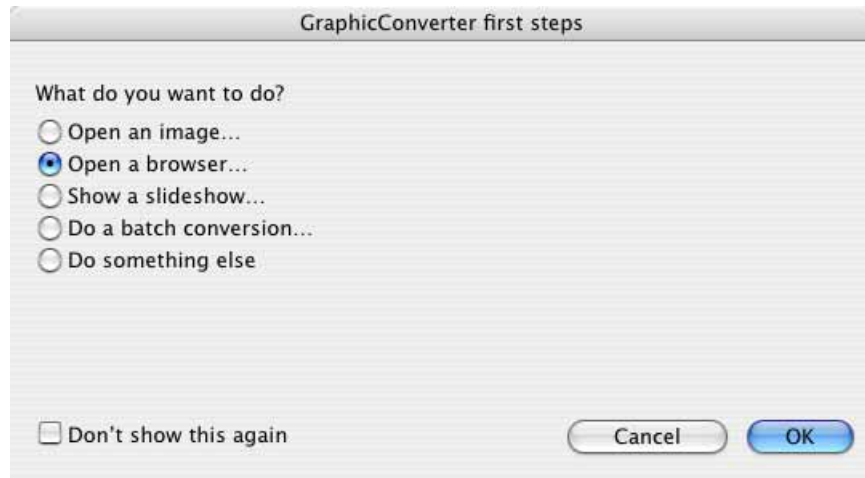 GraphicConverter first steps
What do you want to do?
Open an image...
Open a browser...
Show a slideshow...
Do a batch conversion...
Do something else
Don't show this again
Cancel
OK